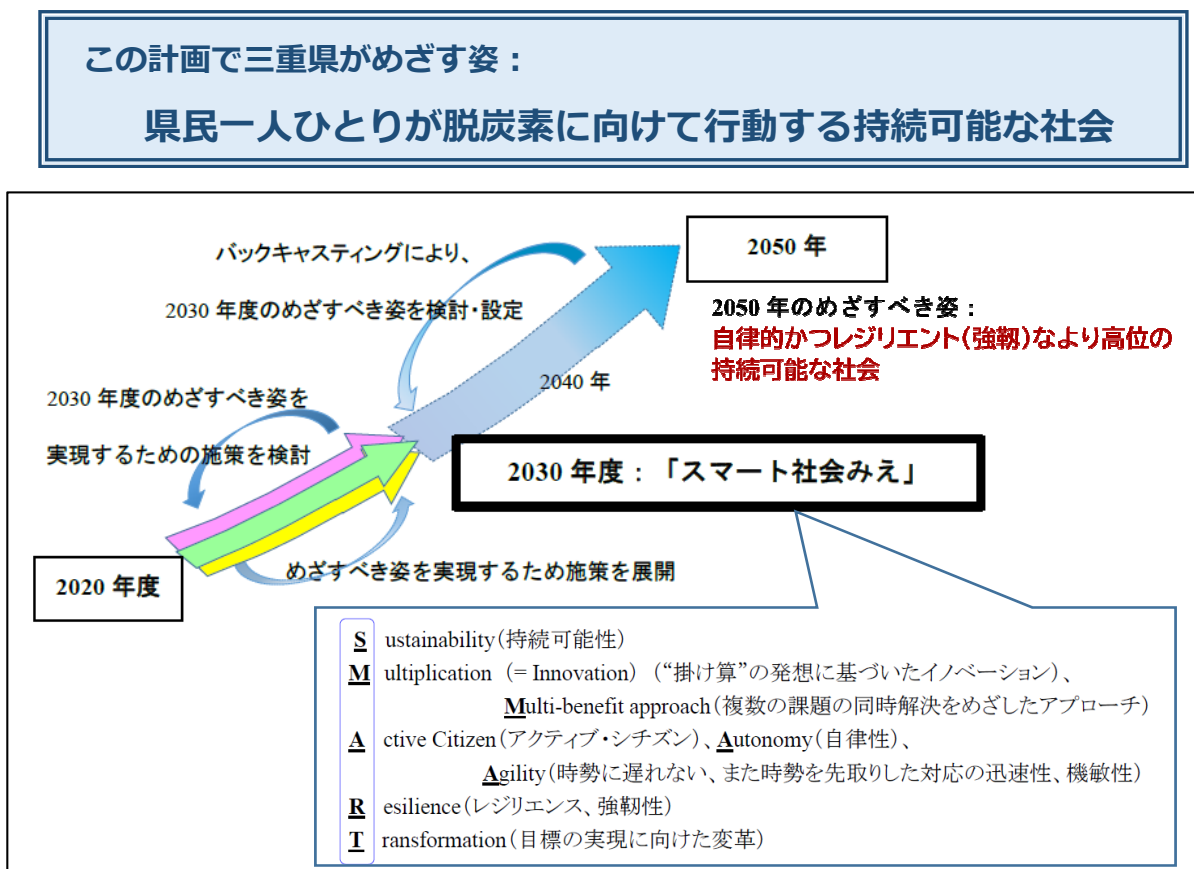 この計画で三重県がめざす姿：
県民一人ひとりが脱炭素に向けて行動する持続可能な社会
バックキャスティングにより、
2030 年度のめざすべき姿を検討・設定
2050 年
2050 年のめざすべき姿：
自律的かつレジリエント（強靭）なより高位の
持続可能な社会
2040 年
2030 年度のめざすべき姿を
実現するための施策を検討
2030 年度：「スマート社会みえ」
2020 年度
めざすべき姿を実現するため施策を展開
S ustainability（持続可能性）
M ultiplication （= Innovation）（“掛け算”の発想に基づいたイノベーション）、
Multi-benefit approach（複数の課題の同時解決をめざしたアプローチ）
A ctive Citizen（アクティブ・シチズン）、Autonomy（自律性）、
Agility（時勢に遅れない、また時勢を先取りした対応の迅速性、機敏性）
R esilience（レジリエンス、強靭性）
T ransformation（目標の実現に向けた変革）